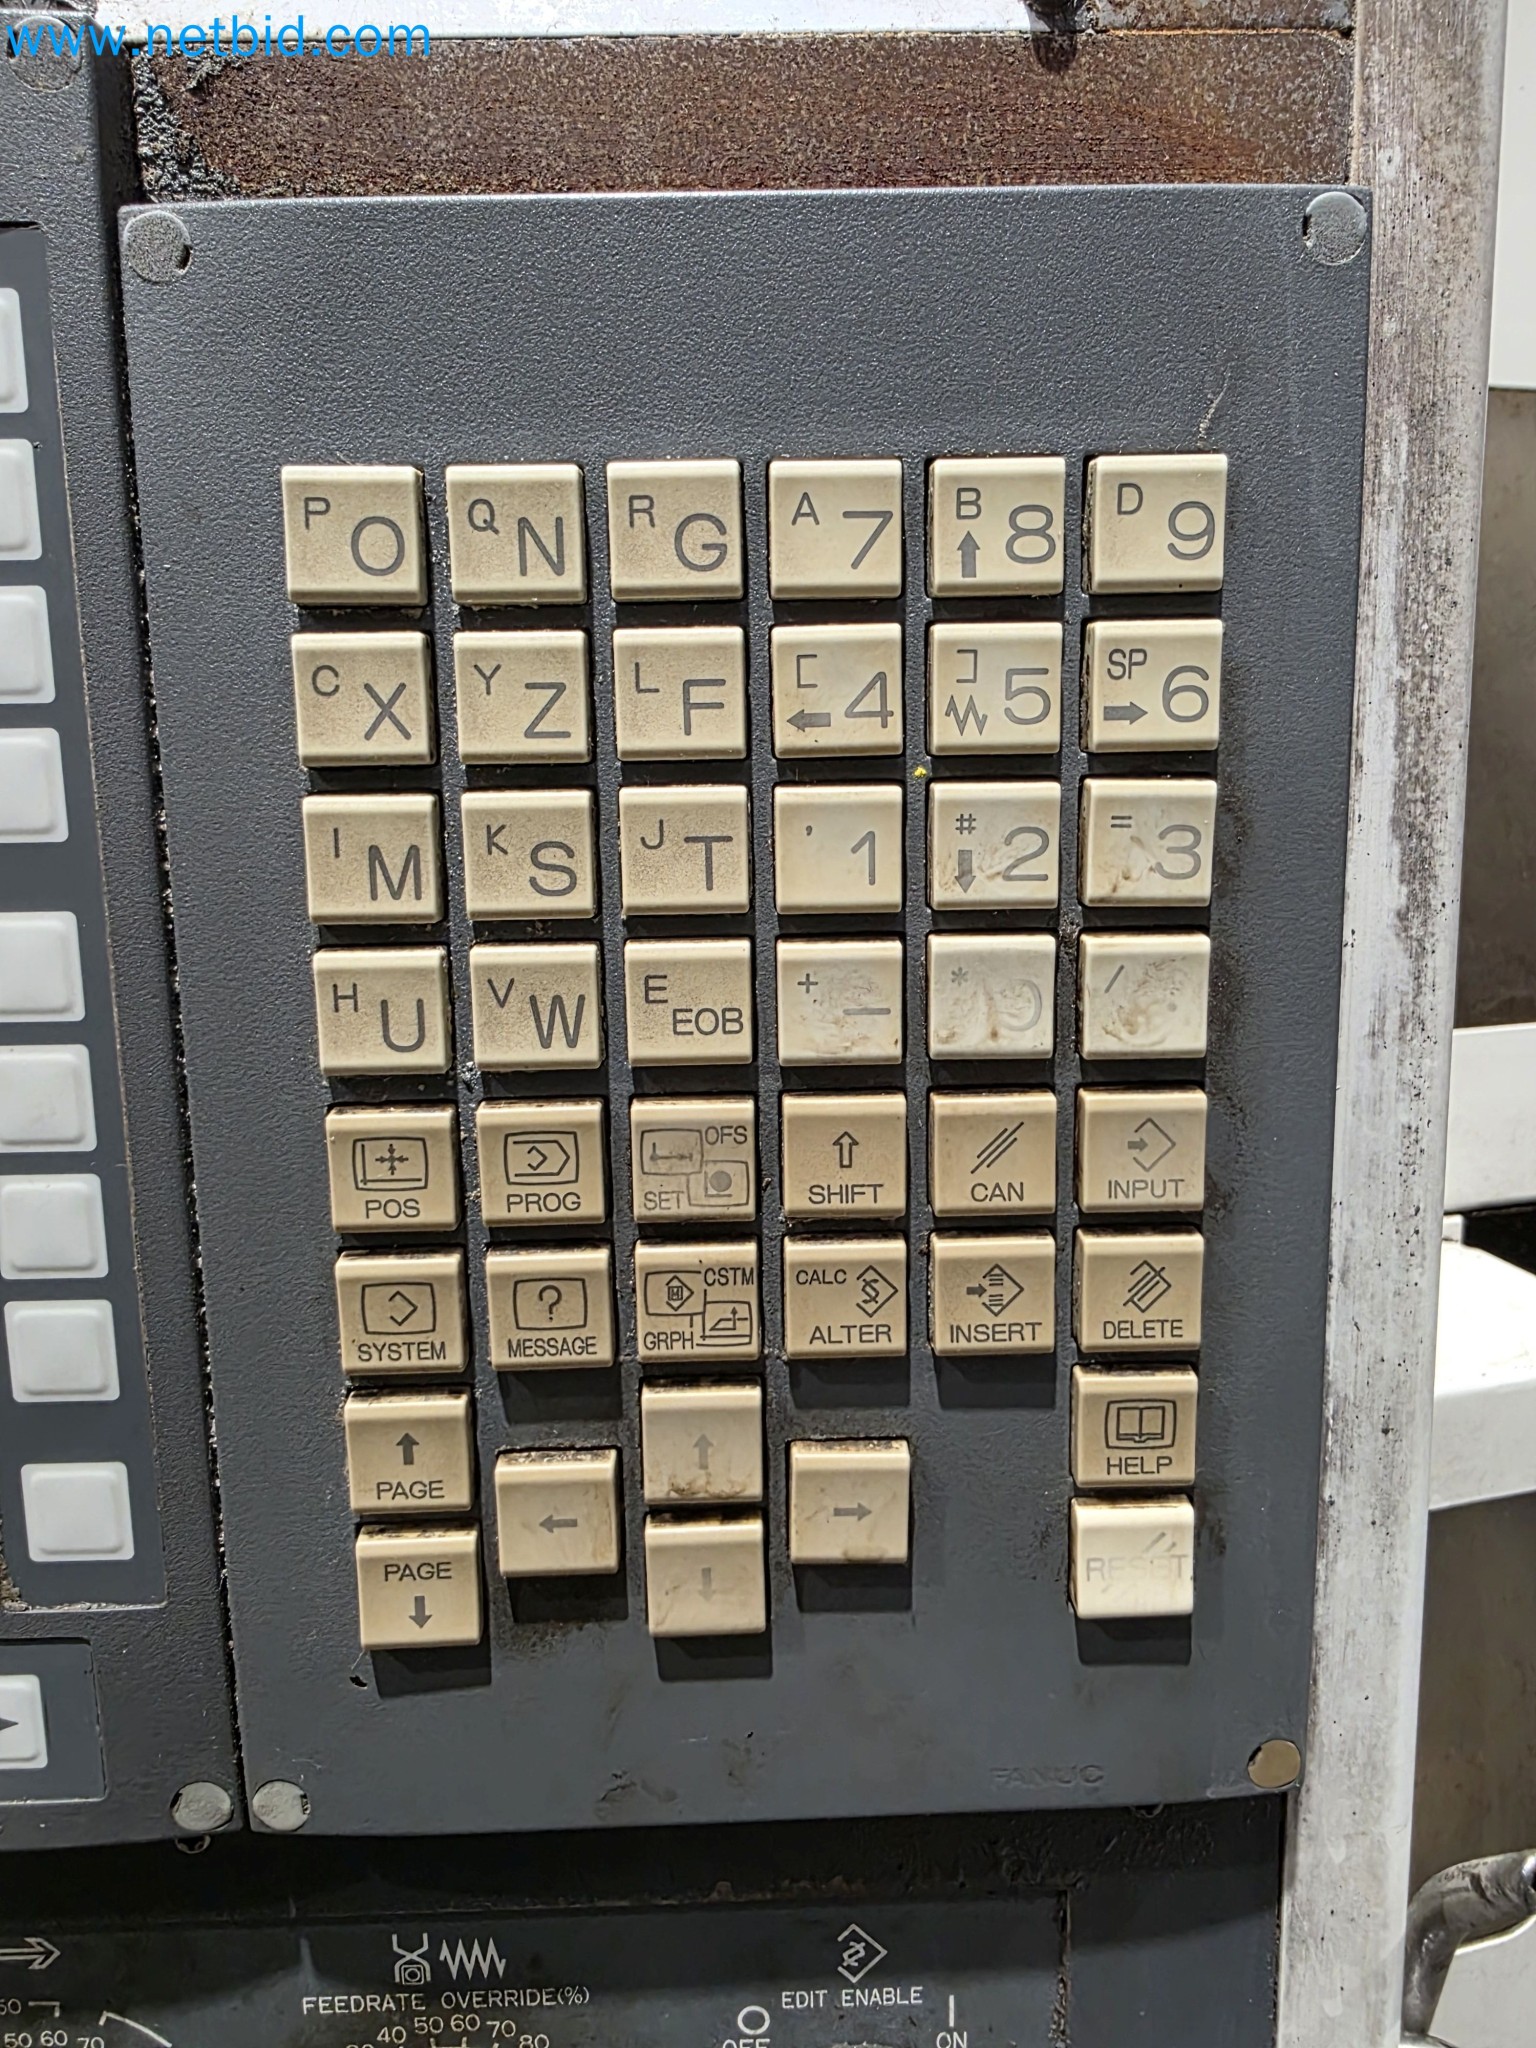 www.netbid.com
P O Q N R G A 7 B ↑ 8 D 9
C X Y Z L F [ ← 4 ] 5 SP → 6
I M K S J T , 1 # ↓ 2 = 3
H U V W E EOB + − * 0 / .
POS PROG OFS SET SHIFT CAN INPUT
SYSTEM MESSAGE CSTM GRPH CALC ALTER INSERT DELETE
↑ PAGE ↑ HELP
← →
PAGE ↓ ↓ RESET
FANUC
FEEDRATE OVERRIDE(%)
EDIT ENABLE
50 60 70
40 50 60 70 80
OFF ON